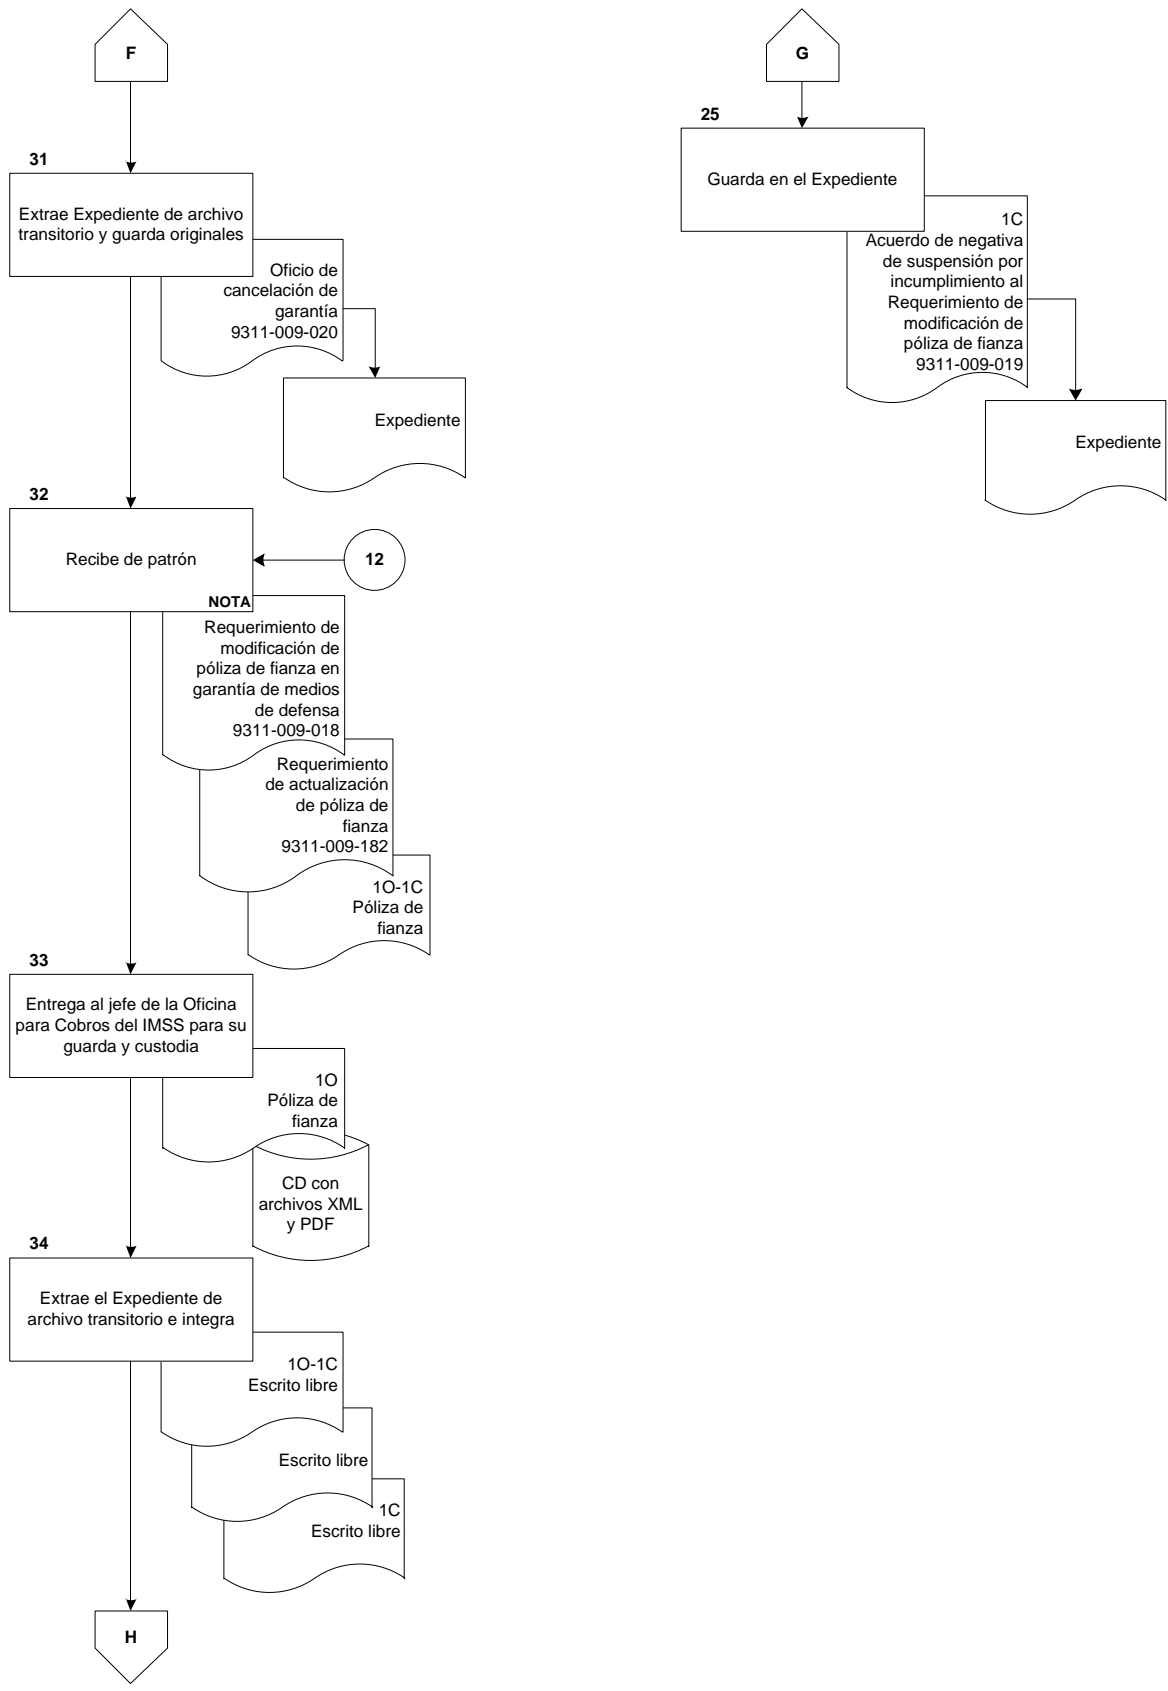 F
31
Extrae Expediente de archivo
transitorio y guarda originales
Oficio de
cancelación de
garantía
9311-009-020
Expediente
32
Recibe de patrón
NOTA
12
Requerimiento de
modificación de
póliza de fianza en
garantía de medios
de defensa
9311-009-018
Requerimiento
de actualización
de póliza de
fianza
9311-009-182
1O-1C
Póliza de
fianza
33
Entrega al jefe de la Oficina
para Cobros del IMSS para su
guarda y custodia
1O
Póliza de
fianza
CD con
archivos XML
y PDF
34
Extrae el Expediente de
archivo transitorio e integra
1O-1C
Escrito libre
Escrito libre
1C
Escrito libre
H
G
25
Guarda en el Expediente
1C
Acuerdo de negativa
de suspensión por
incumplimiento al
Requerimiento de
modificación de
póliza de fianza
9311-009-019
Expediente